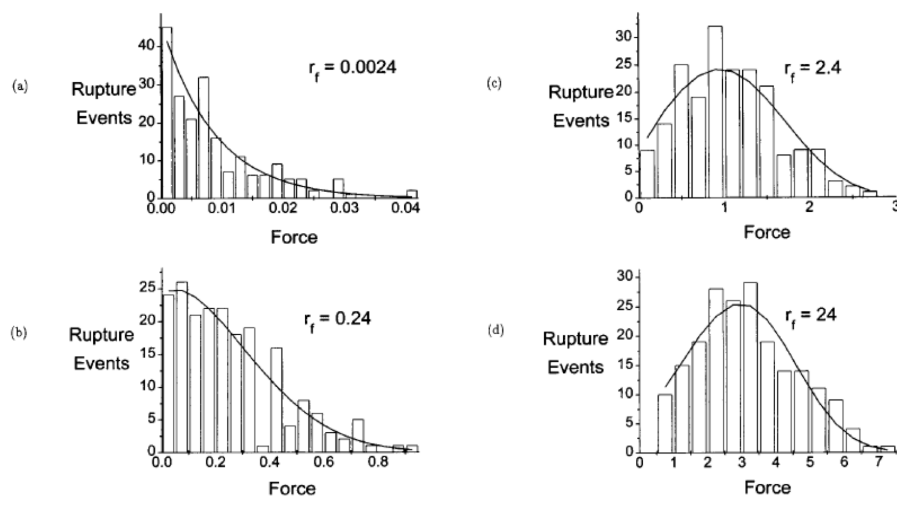 (a)
Rupture
Events
40
30
20
10
0
r_f = 0.0024
0.00 0.01 0.02 0.03 0.04
Force
(c)
Rupture
Events
30
25
20
15
10
5
0
r_f = 2.4
0 1 2 3
Force
(b)
Rupture
Events
25
20
15
10
5
0
r_f = 0.24
0.0 0.2 0.4 0.6 0.8
Force
(d)
Rupture
Events
30
25
20
15
10
5
0
r_f = 24
0 1 2 3 4 5 6 7
Force